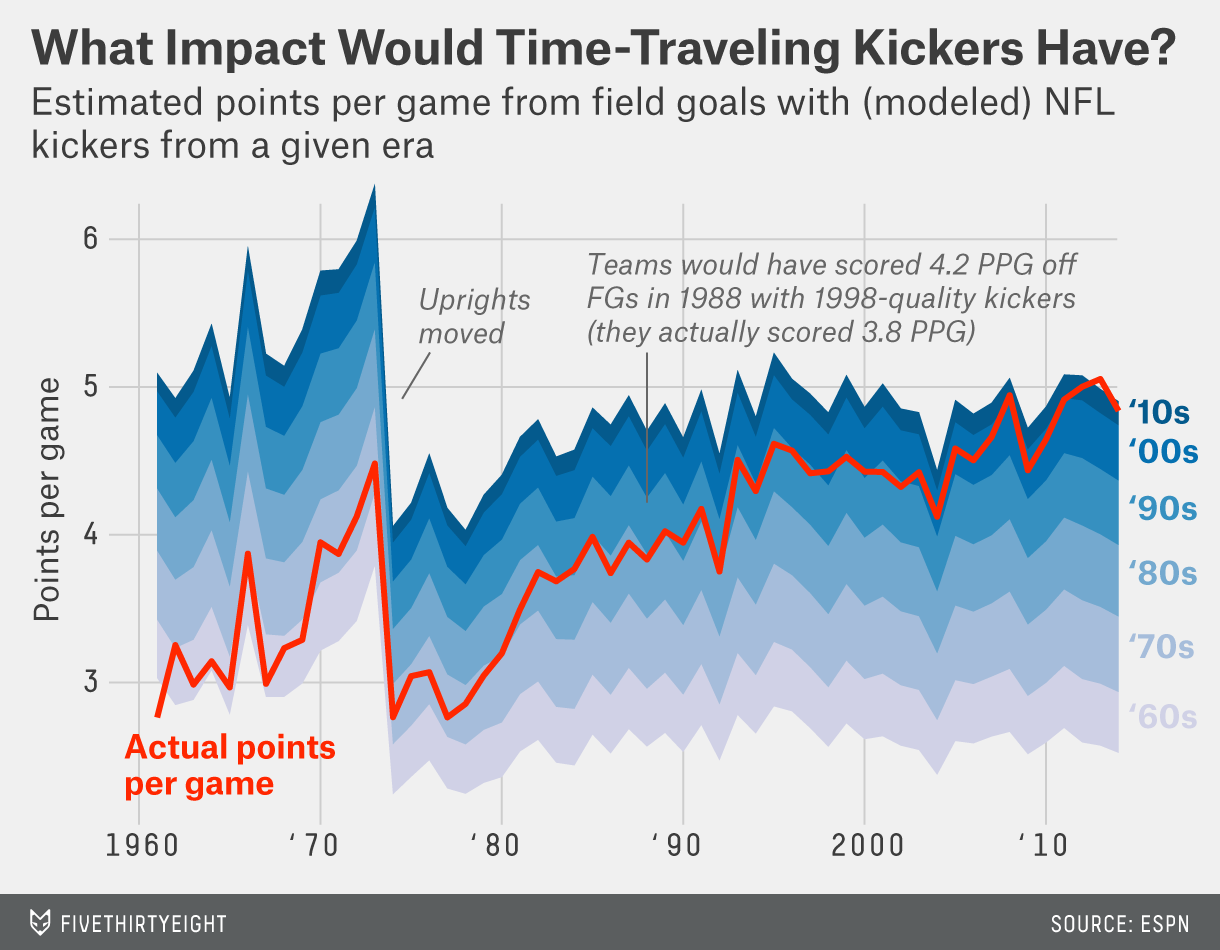 What Impact Would Time-Traveling Kickers Have?
Estimated points per game from field goals with (modeled) NFL
kickers from a given era
Points per game
6
5
4
3
Uprights
moved
Teams would have scored 4.2 PPG off
FGs in 1988 with 1998-quality kickers
(they actually scored 3.8 PPG)
‘10s
‘00s
‘90s
‘80s
‘70s
‘60s
Actual points
per game
1960
‘70
‘80
‘90
2000
‘10
FIVETHIRTYEIGHT
SOURCE: ESPN